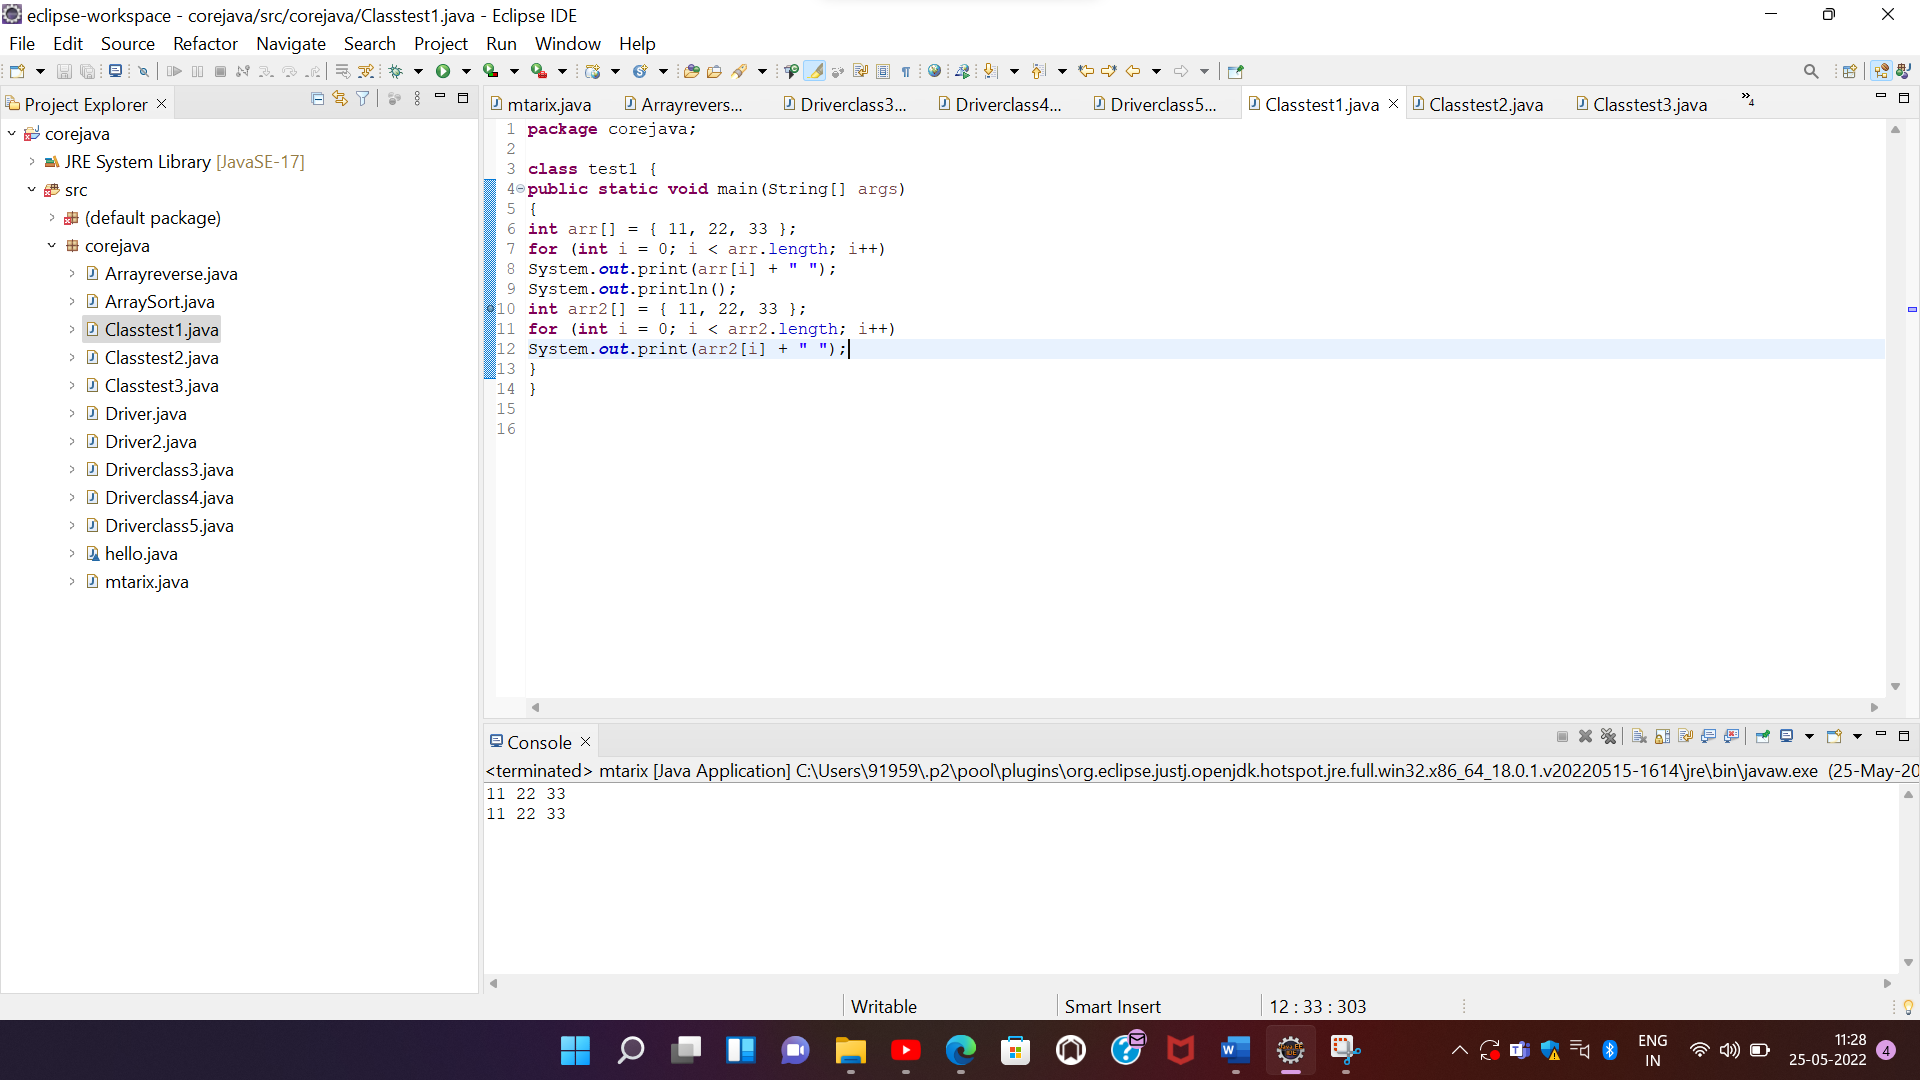 eclipse-workspace - corejava/src/corejava/Classtest1.java - Eclipse IDE
File Edit Source Refactor Navigate Search Project Run Window Help
Project Explorer
corejava
JRE System Library [JavaSE-17]
src
(default package)
corejava
Arrayreverse.java
ArraySort.java
Classtest1.java
Classtest2.java
Classtest3.java
Driver.java
Driver2.java
Driverclass3.java
Driverclass4.java
Driverclass5.java
hello.java
mtarix.java
mtarix.java Arrayrevers... Driverclass3... Driverclass4... Driverclass5... Classtest1.java Classtest2.java Classtest3.java »4
1 package corejava;
2
3 class test1 {
4 public static void main(String[] args)
5 {
6 int arr[] = { 11, 22, 33 };
7 for (int i = 0; i < arr.length; i++)
8 System.out.print(arr[i] + " ");
9 System.out.println();
10 int arr2[] = { 11, 22, 33 };
11 for (int i = 0; i < arr2.length; i++)
12 System.out.print(arr2[i] + " ");
13 }
14 }
15
16
Console
<terminated> mtarix [Java Application] C:\Users\91959\.p2\pool\plugins\org.eclipse.justj.openjdk.hotspot.jre.full.win32.x86_64_18.0.1.v20220515-1614\jre\bin\javaw.exe (25-May-20
11 22 33
11 22 33
Writable Smart Insert 12 : 33 : 303
ENG
IN
11:28
25-05-2022
4